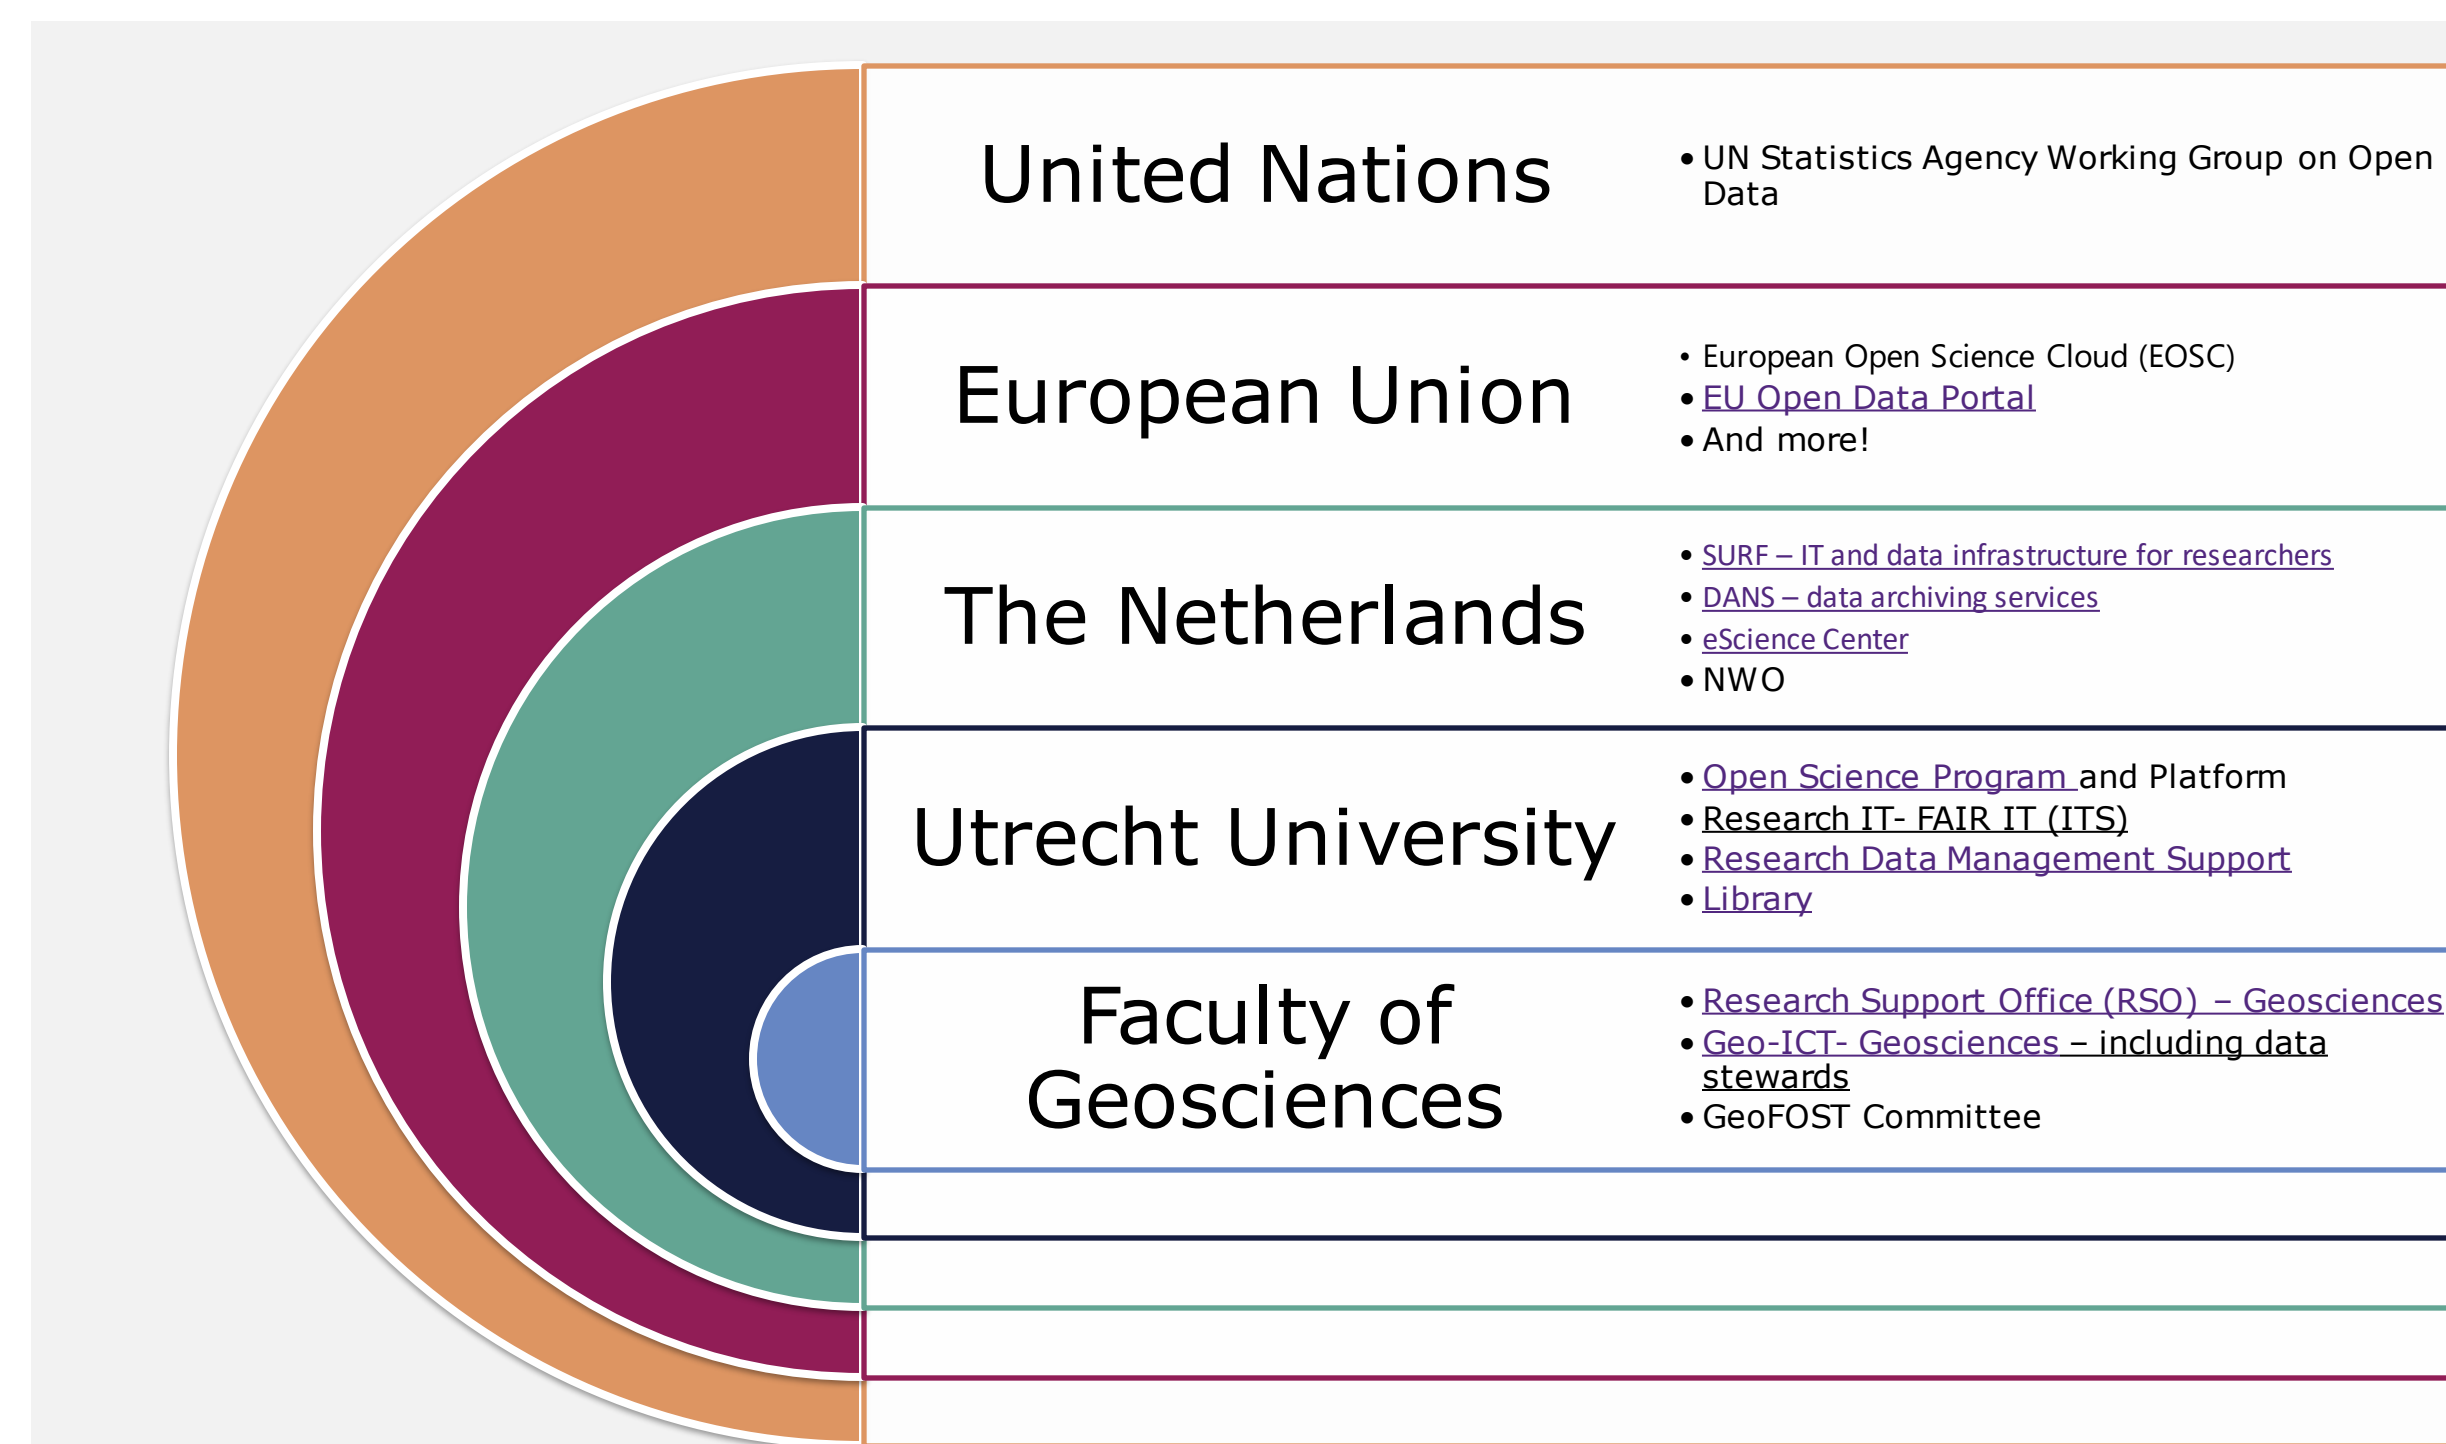 United Nations
• UN Statistics Agency Working Group on Open
Data
European Union
• European Open Science Cloud (EOSC)
• EU Open Data Portal
• And more!
The Netherlands
• SURF – IT and data infrastructure for researchers
• DANS – data archiving services
• eScience Center
• NWO
Utrecht University
• Open Science Program and Platform
• Research IT- FAIR IT (ITS)
• Research Data Management Support
• Library
Faculty of
Geosciences
• Research Support Office (RSO) – Geosciences
• Geo-ICT- Geosciences – including data
stewards
• GeoFOST Committee